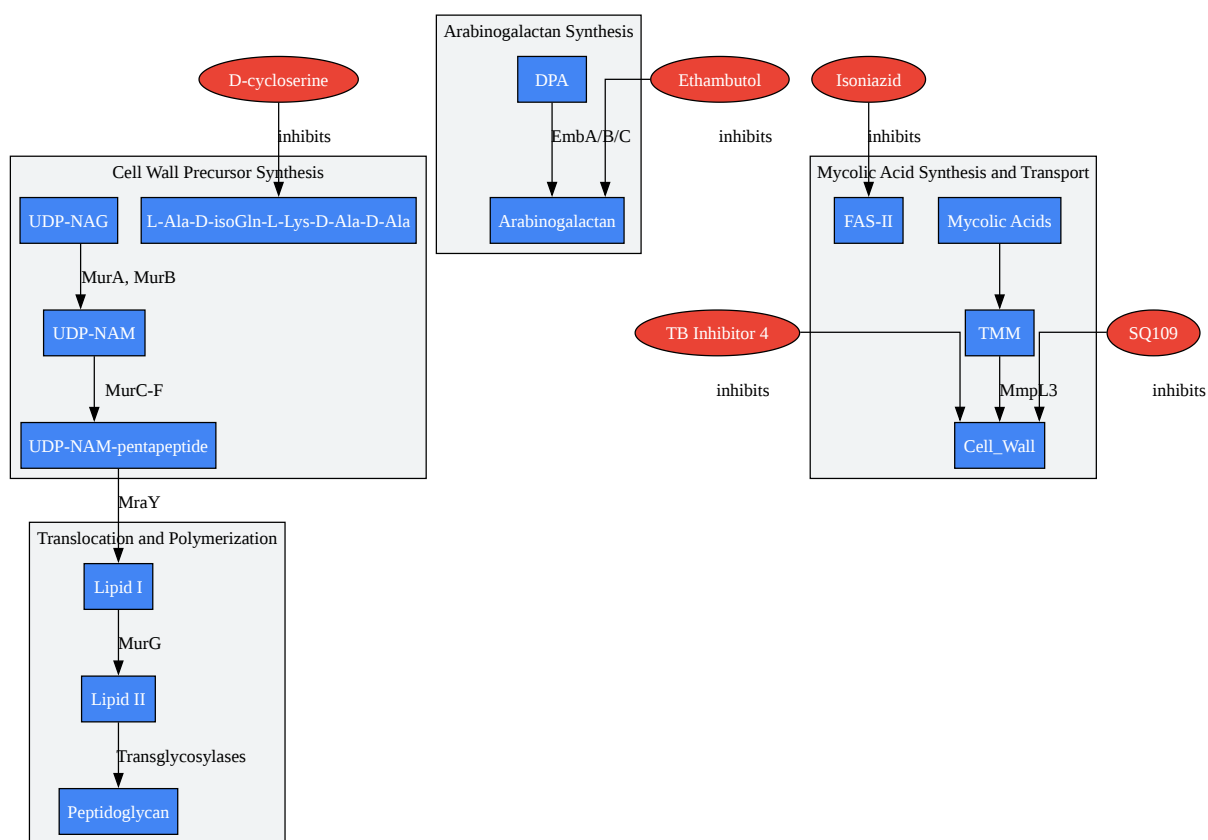 Arabinogalactan Synthesis
D-cycloserine
DPA
Ethambutol
Isoniazid
inhibits
EmbA/B/C
inhibits
inhibits
Cell Wall Precursor Synthesis
Mycolic Acid Synthesis and Transport
UDP-NAG
L-Ala-D-isoGln-L-Lys-D-Ala-D-Ala
Arabinogalactan
FAS-II
Mycolic Acids
MurA, MurB
UDP-NAM
TB Inhibitor 4
TMM
SQ109
MurC-F
inhibits
MmpL3
inhibits
UDP-NAM-pentapeptide
Cell_Wall
MraY
Translocation and Polymerization
Lipid I
MurG
Lipid II
Transglycosylases
Peptidoglycan